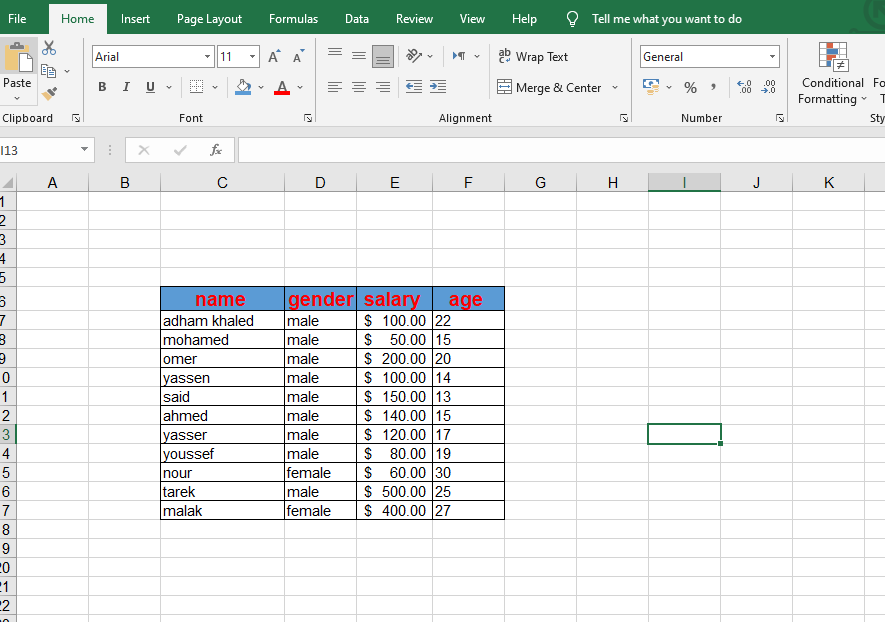 File Home Insert Page Layout Formulas Data Review View Help Tell me what you want to do
Arial 11 A A Wrap Text General
Paste B I U A Merge & Center % , Conditional
Formatting
Clipboard Font Alignment Number
I13 fx
A B C D E F G H I J K
1
2
3
4
5
6 name gender salary age
7 adham khaled male $ 100.00 22
8 mohamed male $ 50.00 15
9 omer male $ 200.00 20
0 yassen male $ 100.00 14
1 said male $ 150.00 13
2 ahmed male $ 140.00 15
3 yasser male $ 120.00 17
4 youssef male $ 80.00 19
5 nour female $ 60.00 30
6 tarek male $ 500.00 25
7 malak female $ 400.00 27
8
9
20
21
22